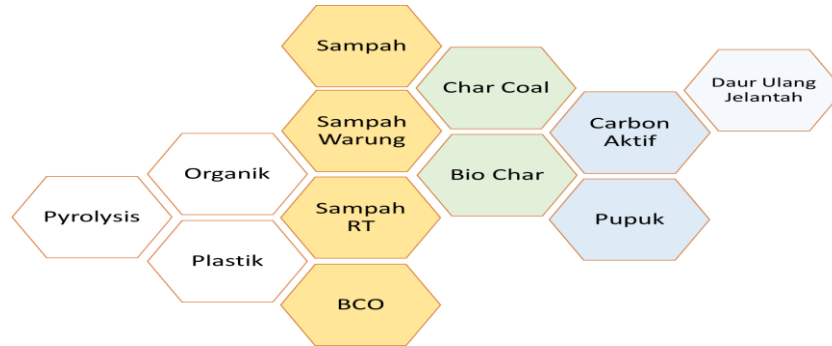 Pyrolysis
Organik
Plastik
Sampah
Sampah
Warung
Sampah
RT
BCO
Char Coal
Bio Char
Carbon
Aktif
Pupuk
Daur Ulang
Jelantah